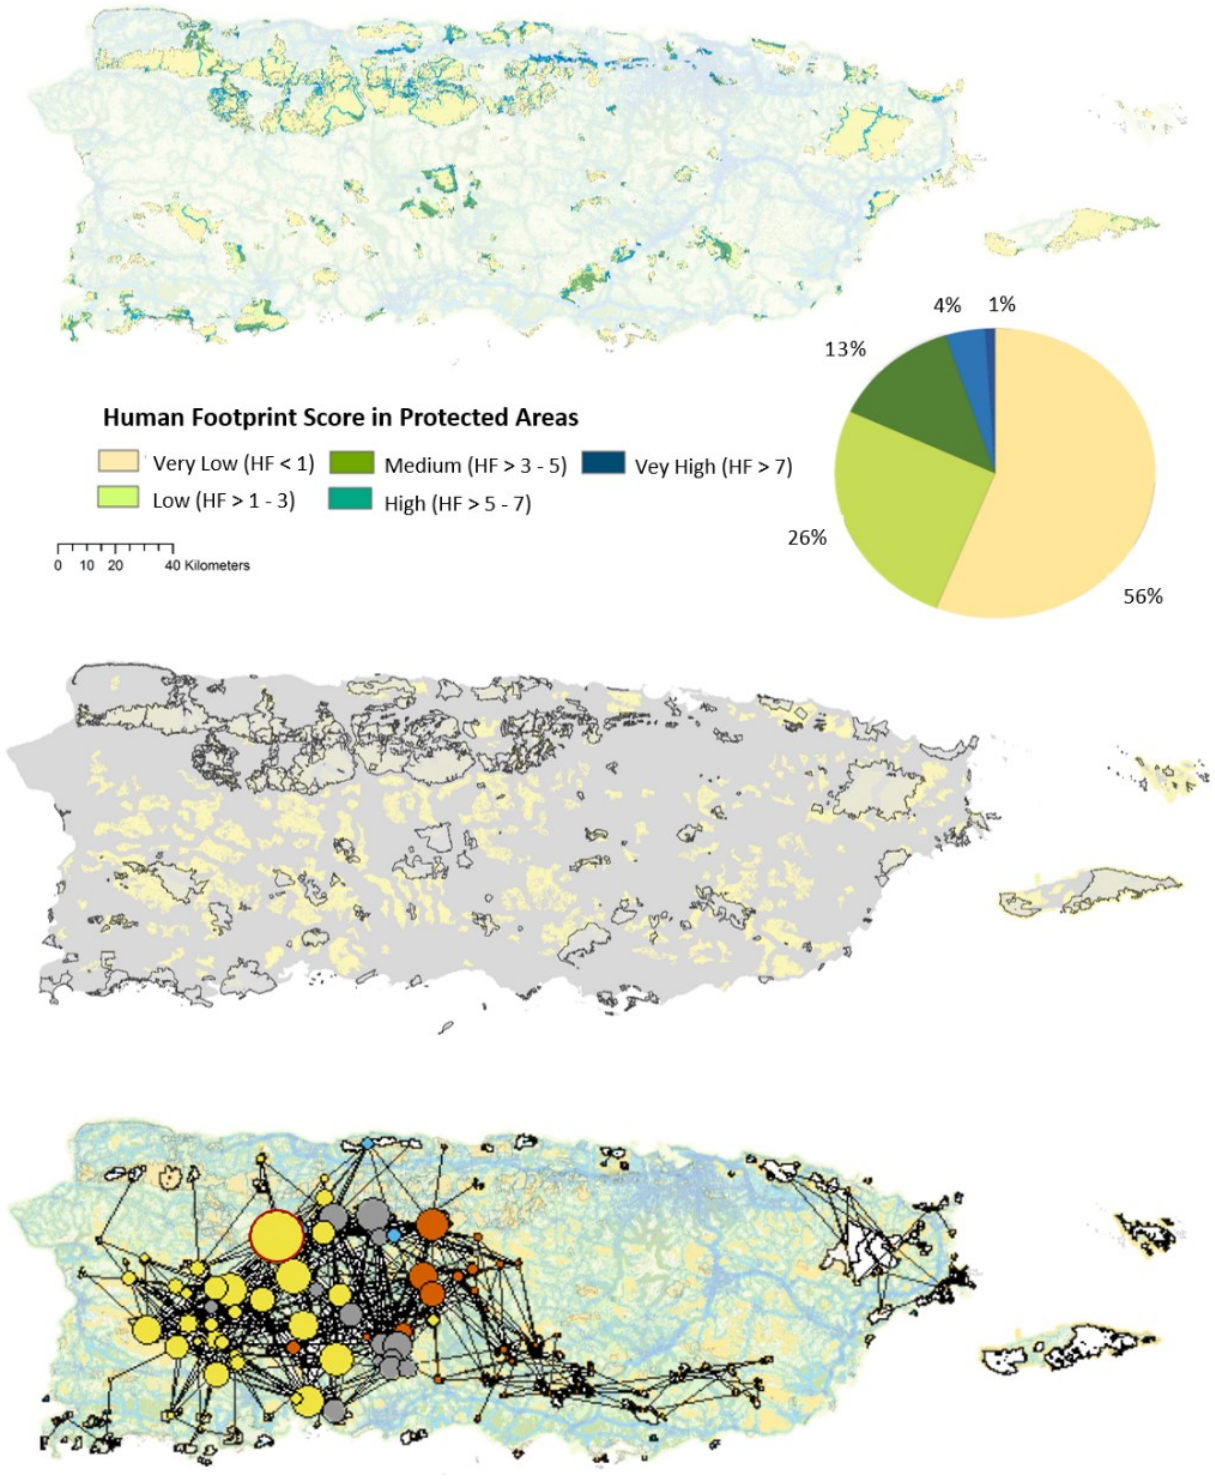 4% 1%
13%
Human Footprint Score in Protected Areas
Very Low (HF < 1) Medium (HF > 3 - 5) Vey High (HF > 7)
Low (HF > 1 - 3) High (HF > 5 - 7)
26%
0 10 20 40 Kilometers
56%